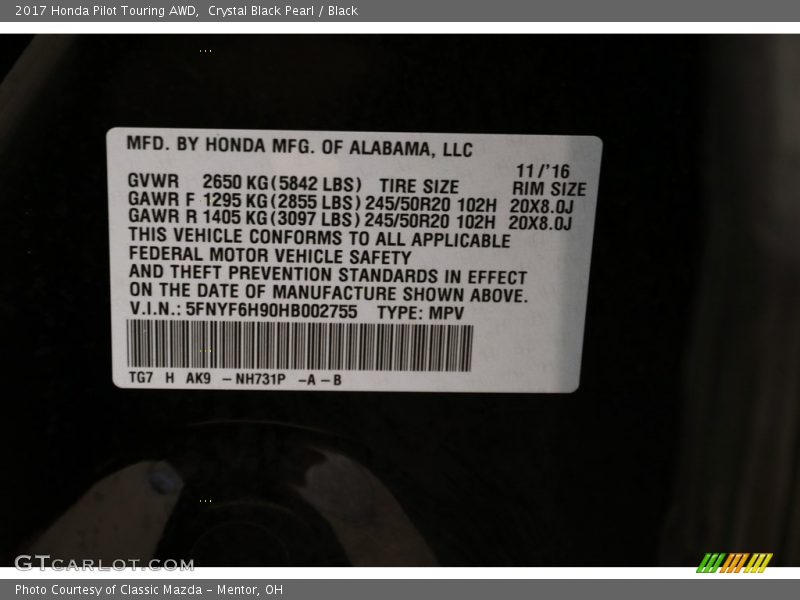 2017 Honda Pilot Touring AWD, Crystal Black Pearl / Black
MFD. BY HONDA MFG. OF ALABAMA, LLC
11/'16
GVWR 2650 KG(5842 LBS) TIRE SIZE RIM SIZE
GAWR F 1295 KG(2855 LBS) 245/50R20 102H 20X8.0J
GAWR R 1405 KG(3097 LBS) 245/50R20 102H 20X8.0J
THIS VEHICLE CONFORMS TO ALL APPLICABLE
FEDERAL MOTOR VEHICLE SAFETY
AND THEFT PREVENTION STANDARDS IN EFFECT
ON THE DATE OF MANUFACTURE SHOWN ABOVE.
V.I.N.: 5FNYF6H90HB002755 TYPE: MPV
TG7 H AK9 – NH731P –A – B
GTCARLOT.COM
Photo Courtesy of Classic Mazda – Mentor, OH